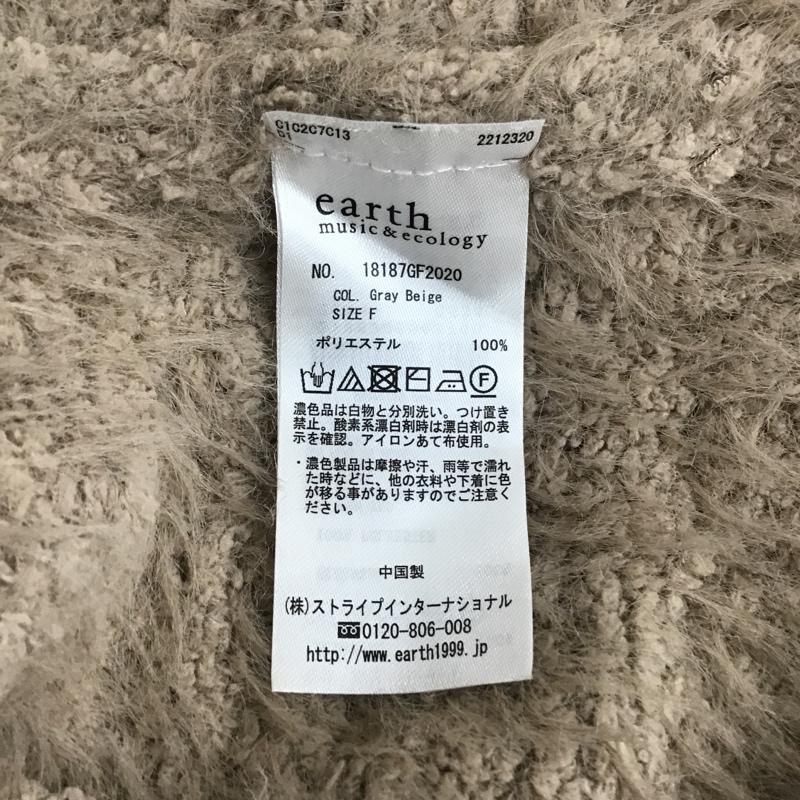 C1C2C7C13
01
2212320
earth
music&ecology
NO. 18187GF2020
COL. Gray Beige
SIZE F
ポリエステル 100%
F
濃色品は白物と分別洗い。つけ置き
禁止。酸素系漂白剤時は漂白剤の表
示を確認。アイロンあて布使用。
・濃色製品は摩擦や汗、雨等で濡れ
た時などに、他の衣料や下着に色
が移る事がありますのでご注意く
ださい。
中国製
(株)ストライプインターナショナル
0120-806-008
http://www.earth1999.jp